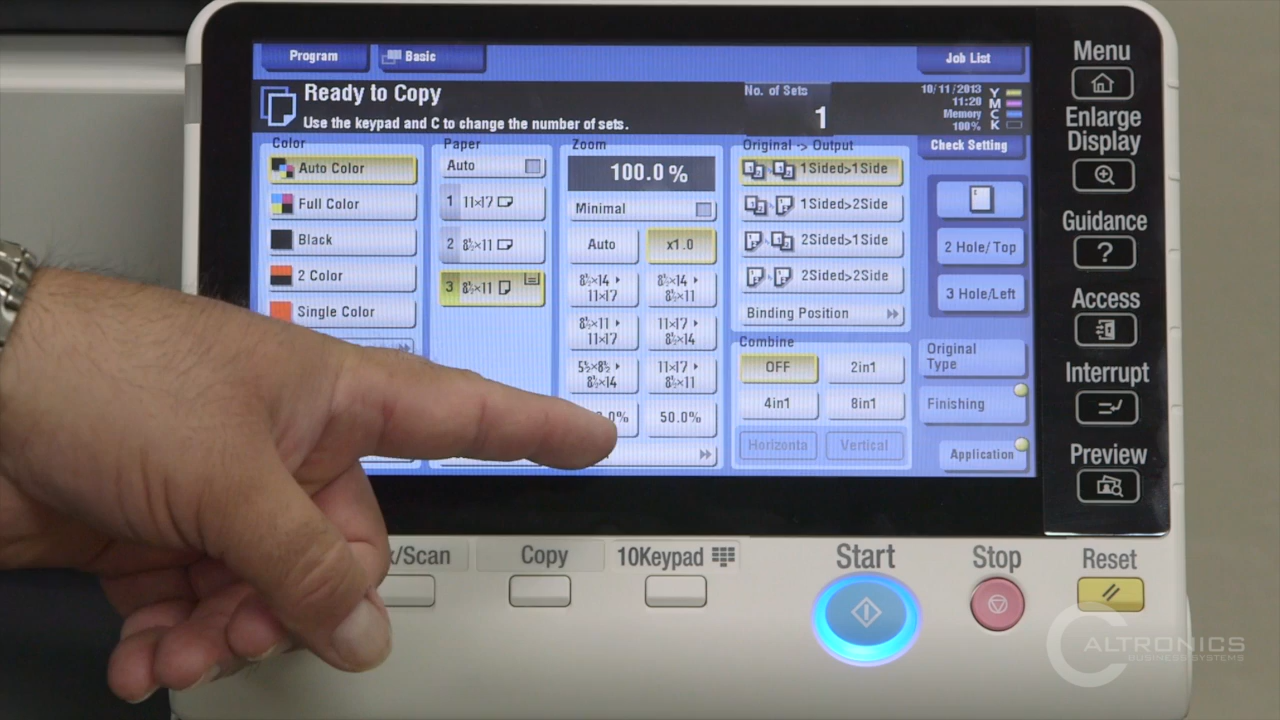 Program
Basic
Job List
Ready to Copy
Use the keypad and C to change the number of sets.
No. of Sets
1
10/11/2013
11:20
Memory
100%
Y
M
C
K
Color
Auto Color
Full Color
Black
2 Color
Single Color
Paper
Auto
1 11×17
2 8½×11
3 8½×11
Zoom
100.0%
Minimal
Auto
×1.0
8½×14
11×17
8½×14
8½×11
8½×11
11×17
11×17
8½×14
5½×8½
8½×14
11×17
8½×11
50.0%
Original -> Output
1Sided>1Side
1Sided>2Side
2Sided>1Side
2Sided>2Side
Binding Position
Combine
OFF
2in1
4in1
8in1
Horizonta
Vertical
Check Setting
2 Hole/Top
3 Hole/Left
Original
Type
Finishing
Application
Menu
Enlarge
Display
Guidance
?
Access
Interrupt
Preview
/Scan
Copy
10Keypad
Start
Stop
Reset
CALTRONICS
BUSINESS SYSTEMS